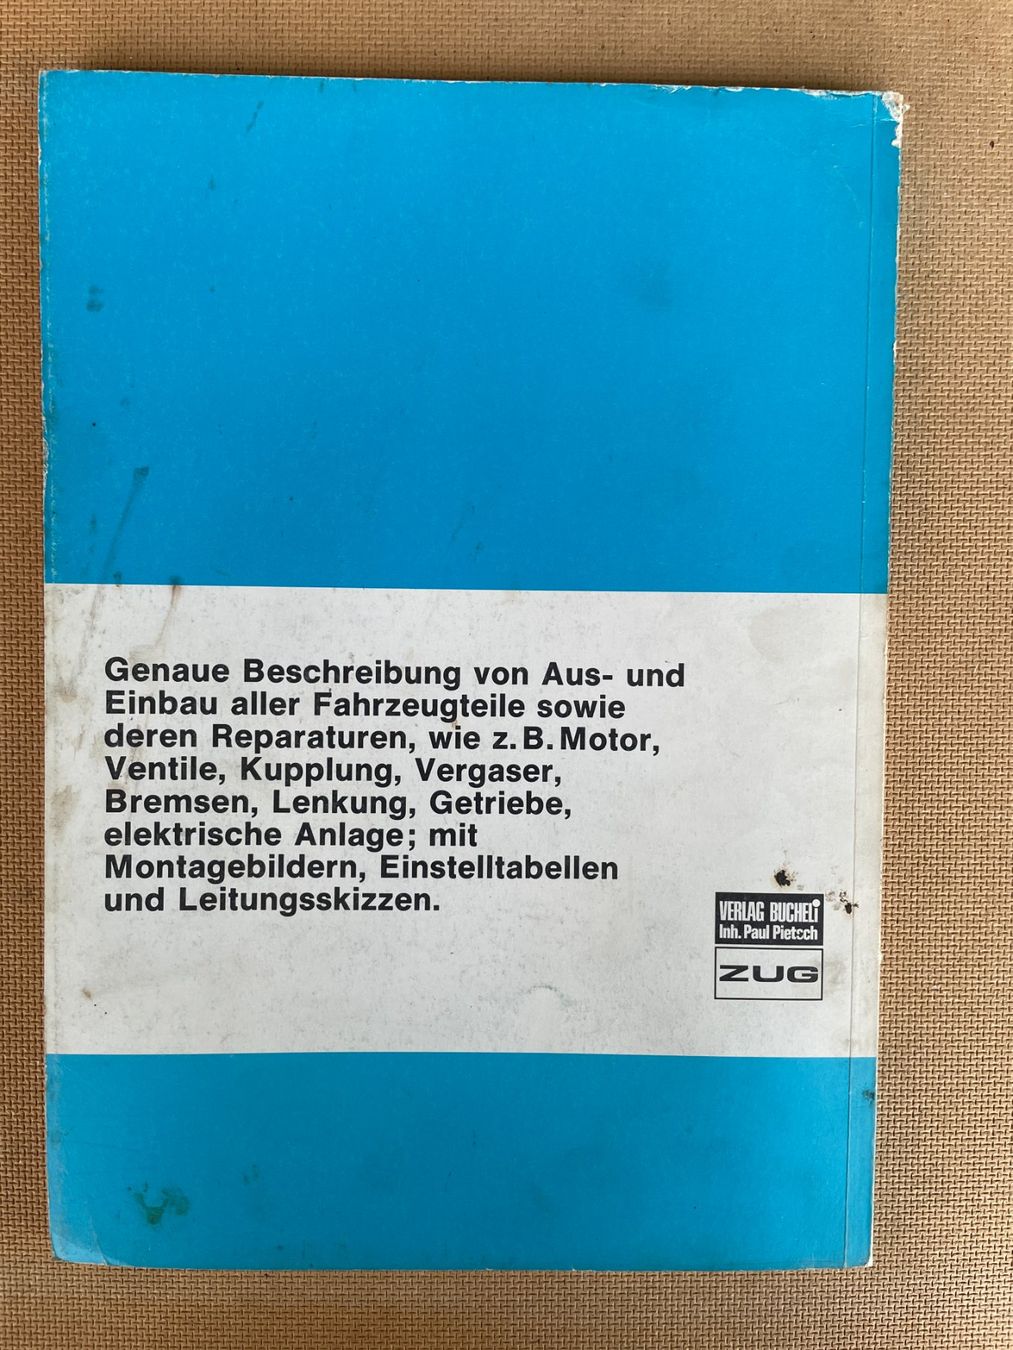 Genaue Beschreibung von Aus- und
Einbau aller Fahrzeugteile sowie
deren Reparaturen, wie z. B. Motor,
Ventile, Kupplung, Vergaser,
Bremsen, Lenkung, Getriebe,
elektrische Anlage; mit
Montagebildern, Einstelltabellen
und Leitungsskizzen.
VERLAG BUCHELi
Inh. Paul Pietsch
ZUG